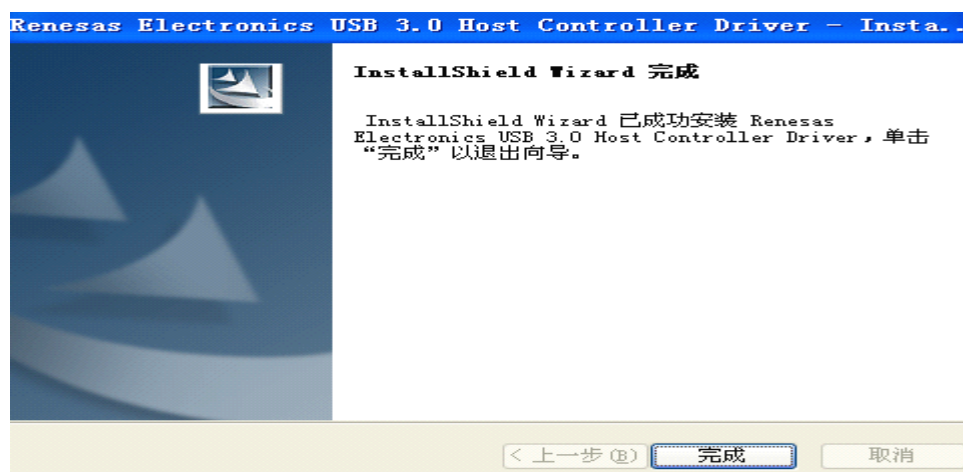 Renesas Electronics USB 3.0 Host Controller Driver - Insta..
InstallShield Wizard 完成
InstallShield Wizard 已成功安装 Renesas
Electronics USB 3.0 Host Controller Driver，单击
“完成”以退出向导。
< 上一步(B) 完成 取消